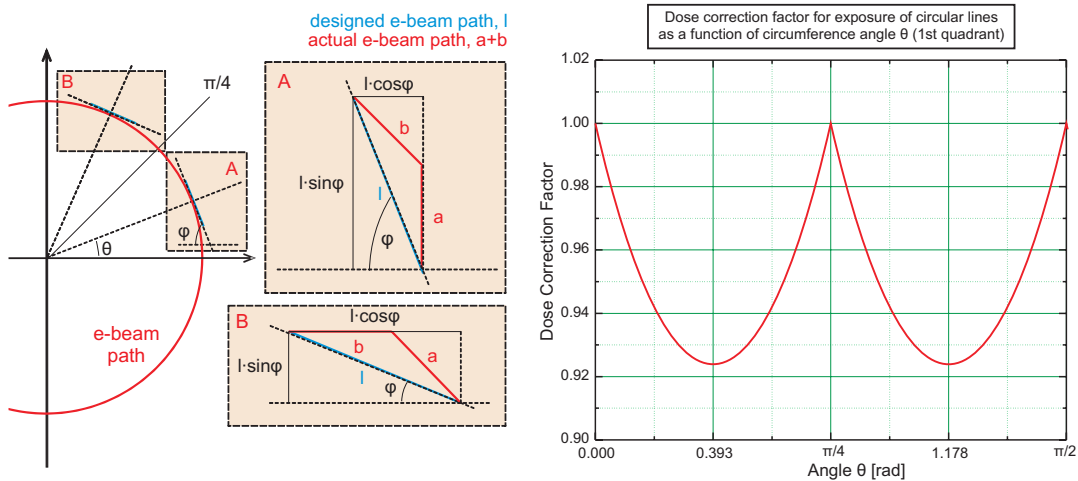 designed e-beam path, l
actual e-beam path, a+b
B
π/4
A
φ
θ
e-beam
path
A
l·cosφ
b
l·sinφ
l
a
φ
B
l·cosφ
b
a
l·sinφ
l
φ
Dose correction factor for exposure of circular lines
as a function of circumference angle θ (1st quadrant)
Dose Correction Factor
1.02
1.00
0.98
0.96
0.94
0.92
0.90
0.000
0.393
π/4
1.178
π/2
Angle θ [rad]